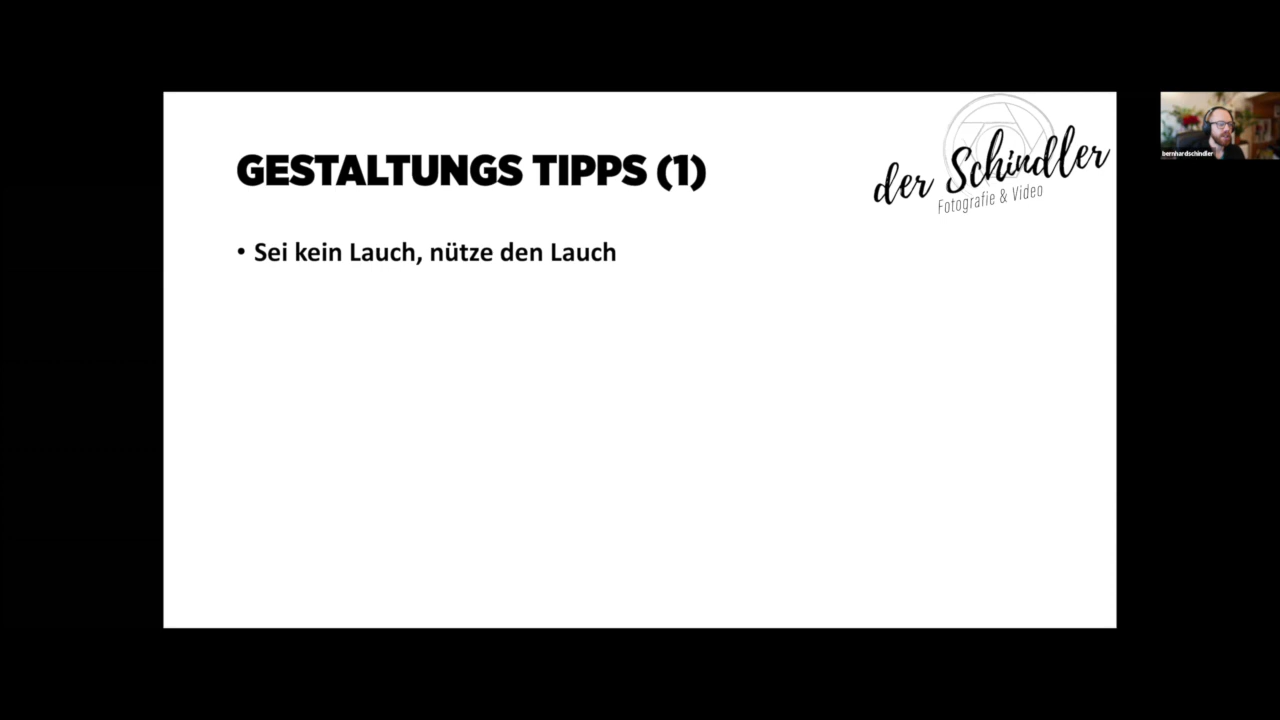 GESTALTUNGS TIPPS (1)
der Schindler
Fotografie & Video
• Sei kein Lauch, nütze den Lauch
bernhardschindler